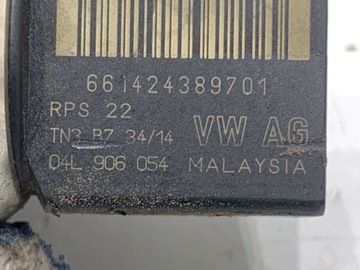 661424389701
RPS 22
TN3 BZ 34/14 VW AG
04L 906 054 MALAYSIA